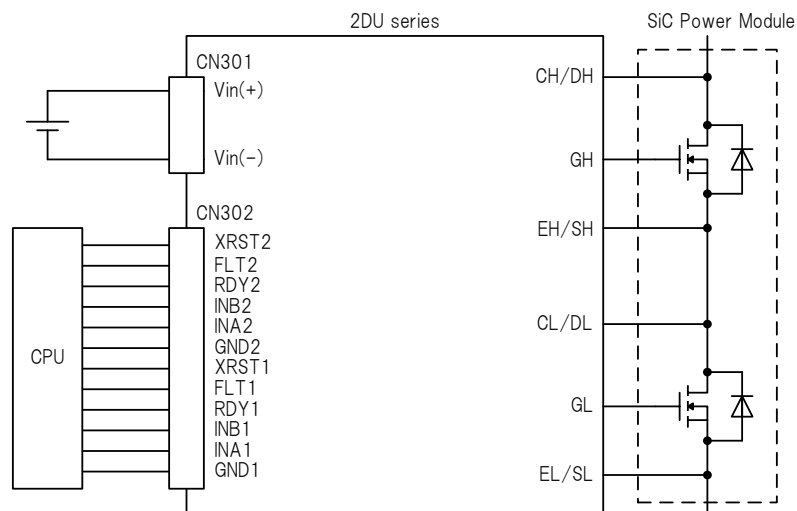 2DU series
SiC Power Module
CN301
Vin(+)
Vin(-)
CN302
XRST2
FLT2
RDY2
INB2
INA2
GND2
XRST1
FLT1
RDY1
INB1
INA1
GND1
CPU
CH/DH
GH
EH/SH
CL/DL
GL
EL/SL